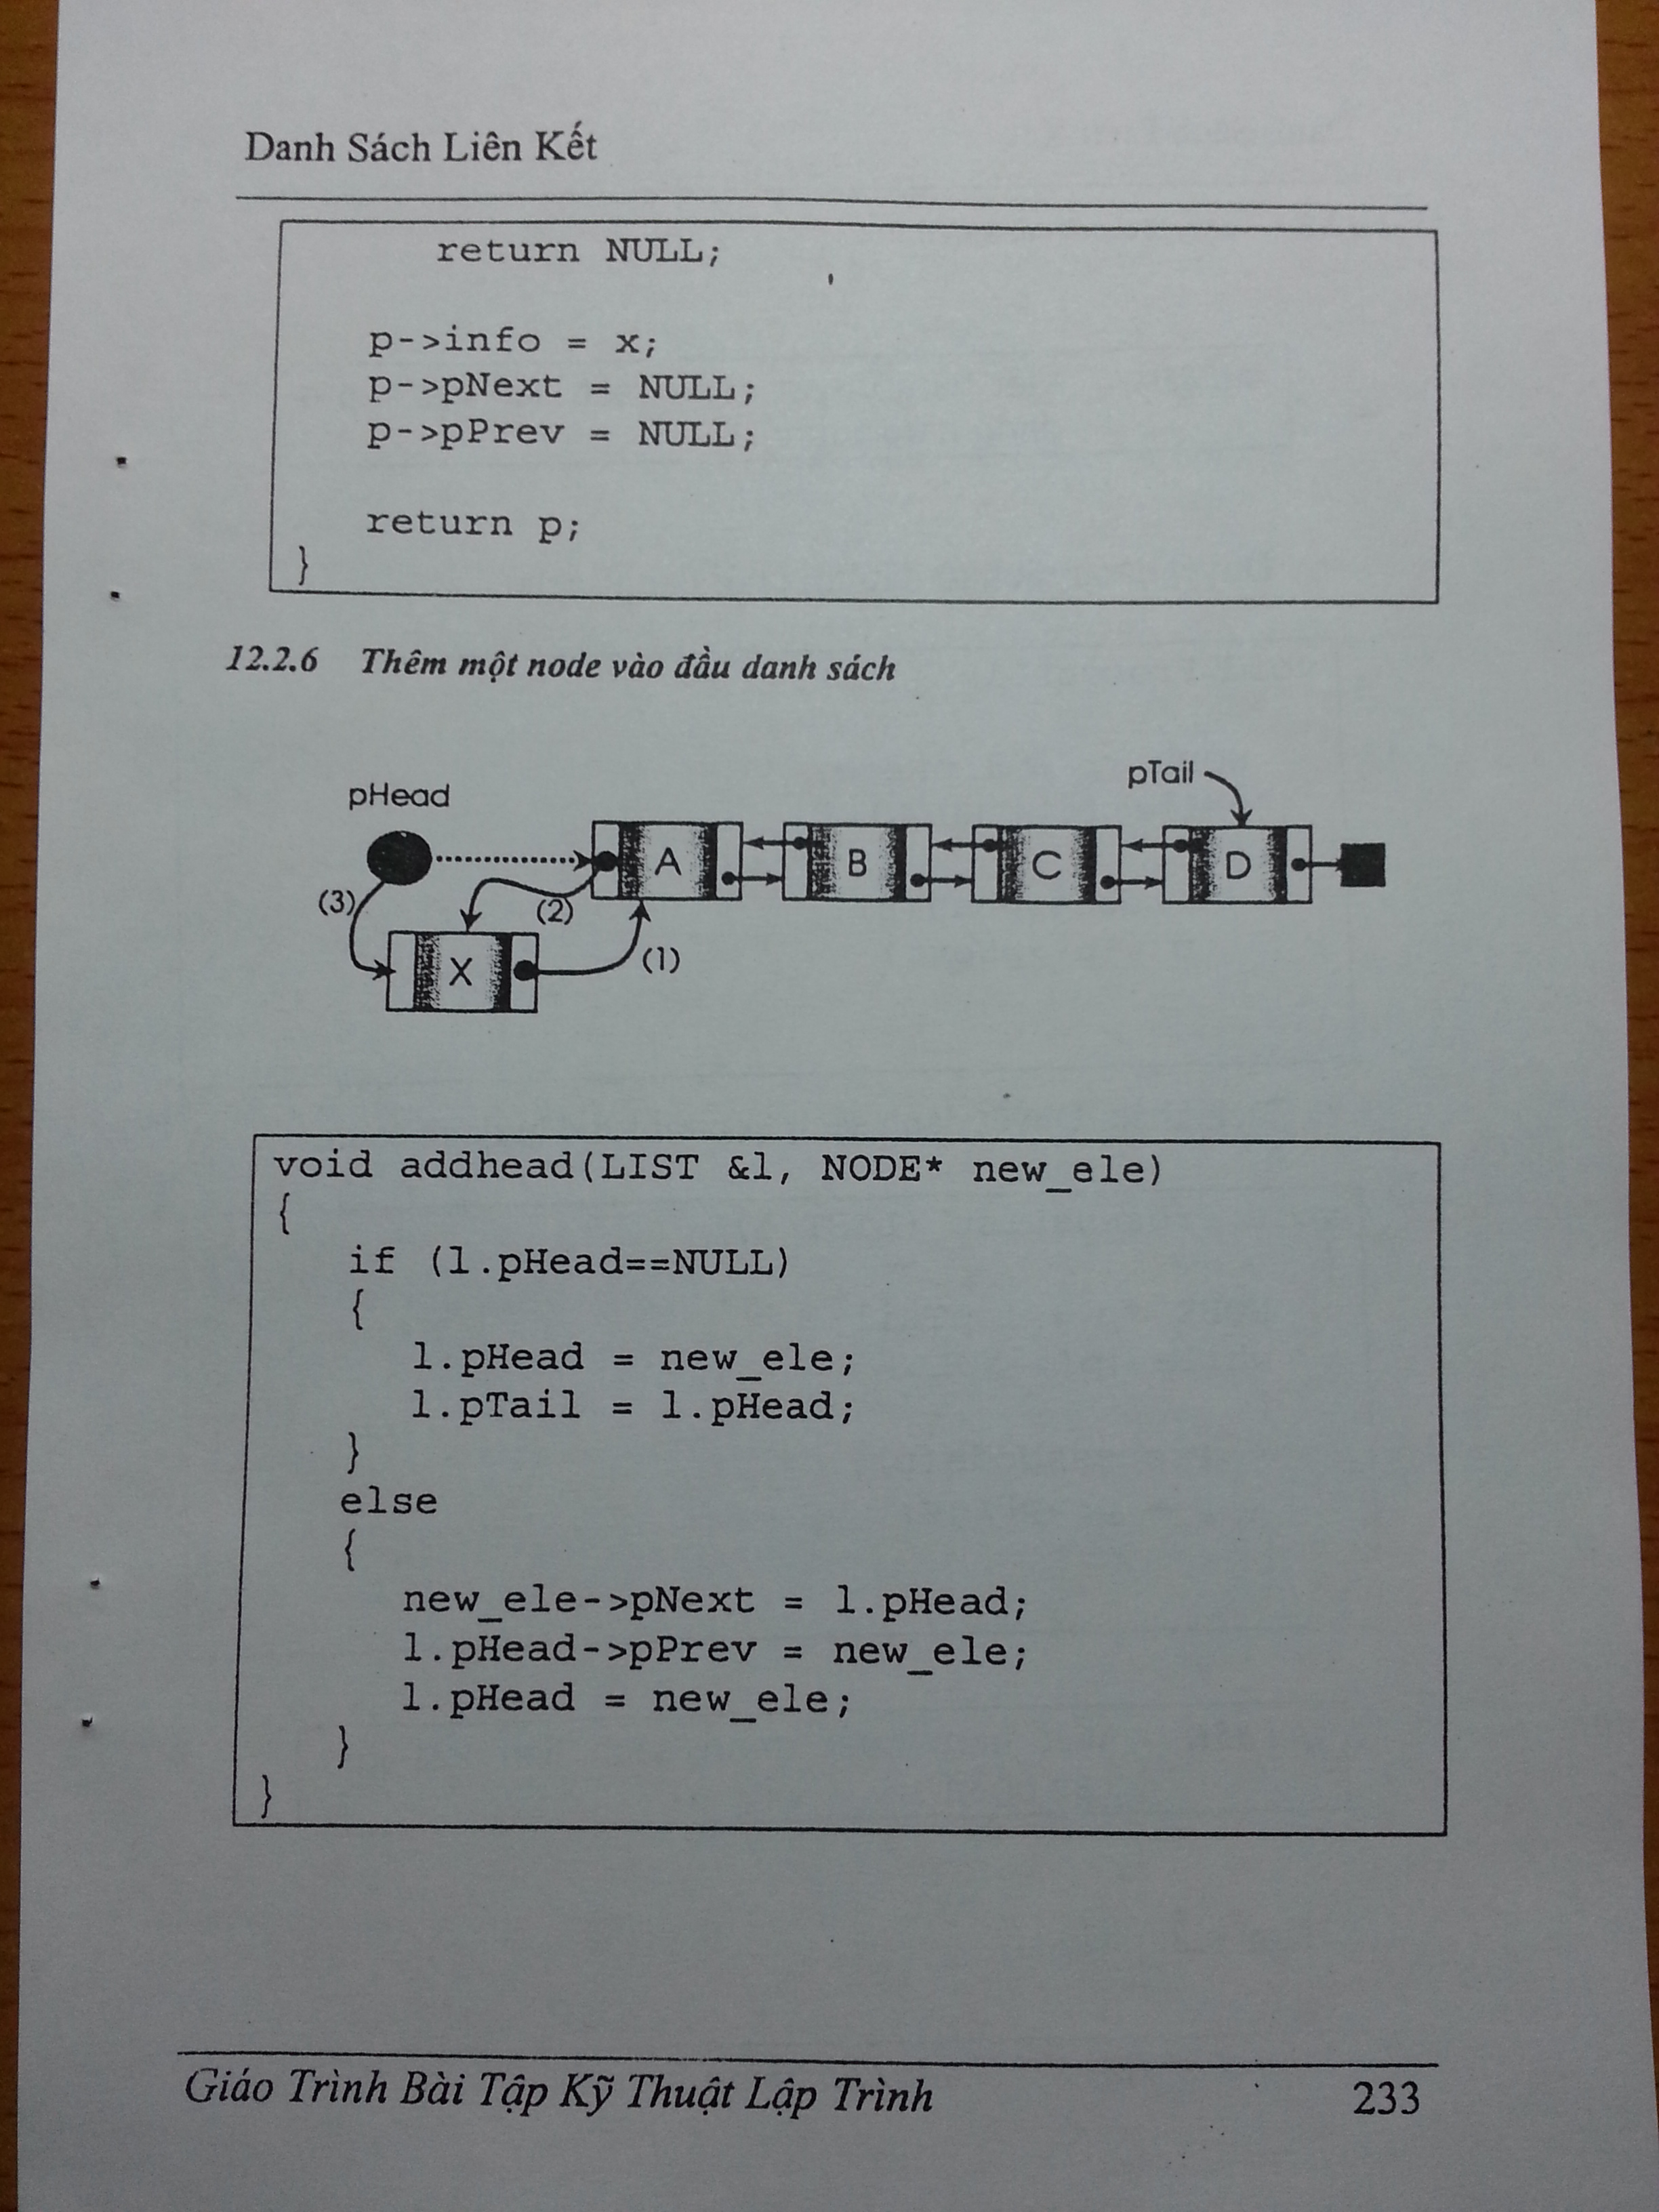 Danh Sách Liên Kết
return NULL;
p->info = x;
p->pNext = NULL;
p->pPrev = NULL;
return p;
}
12.2.6 Thêm một node vào đầu danh sách
pTail
pHead
A B C D
(3) (2)
X (1)
void addhead(LIST &l, NODE* new_ele)
{
if (l.pHead==NULL)
{
l.pHead = new_ele;
l.pTail = l.pHead;
}
else
{
new_ele->pNext = l.pHead;
l.pHead->pPrev = new_ele;
l.pHead = new_ele;
}
}
Giáo Trình Bài Tập Kỹ Thuật Lập Trình 233